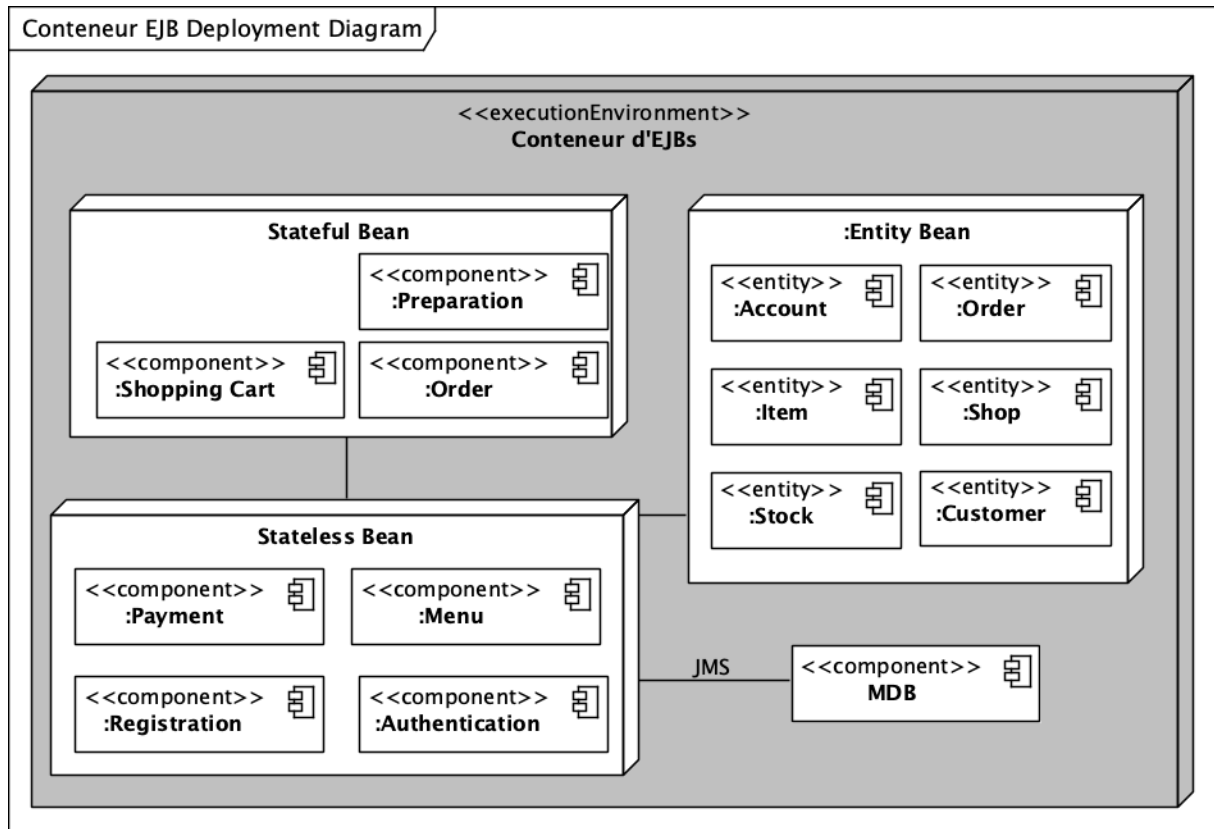 Conteneur EJB Deployment Diagram
<<executionEnvironment>>
Conteneur d'EJBs
Stateful Bean
<<component>>
:Preparation
<<component>>
:Shopping Cart
<<component>>
:Order
:Entity Bean
<<entity>>
:Account
<<entity>>
:Order
<<entity>>
:Item
<<entity>>
:Shop
<<entity>>
:Stock
<<entity>>
:Customer
Stateless Bean
<<component>>
:Payment
<<component>>
:Menu
<<component>>
:Registration
<<component>>
:Authentication
JMS
<<component>>
MDB